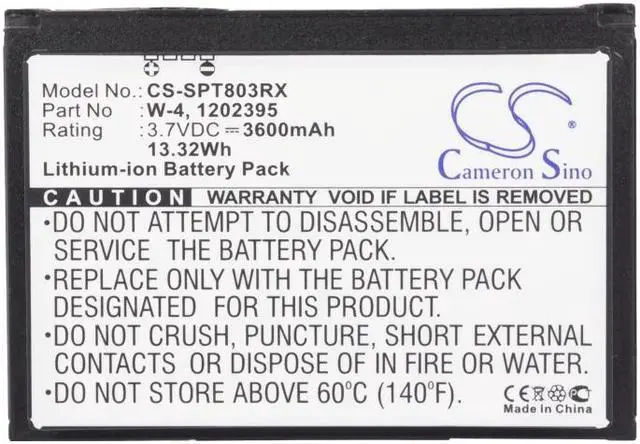 Model No.: CS-SPT803RX
Part No : W-4, 1202395
Rating : 3.7VDC ⎓ 3600mAh
13.32Wh
Lithium-ion Battery Pack
CS
Cameron Sino
CAUTION WARRANTY VOID IF LABEL IS REMOVED
•DO NOT ATTEMPT TO DISASSEMBLE, OPEN OR
SERVICE THE BATTERY PACK.
•REPLACE ONLY WITH THE BATTERY PACK
DESIGNATED FOR THIS PRODUCT.
•DO NOT CRUSH, PUNCTURE, SHORT EXTERNAL
CONTACTS OR DISPOSE OF IN FIRE OR WATER.
•DO NOT STORE ABOVE 60°C (140°F).
CE
Made In China